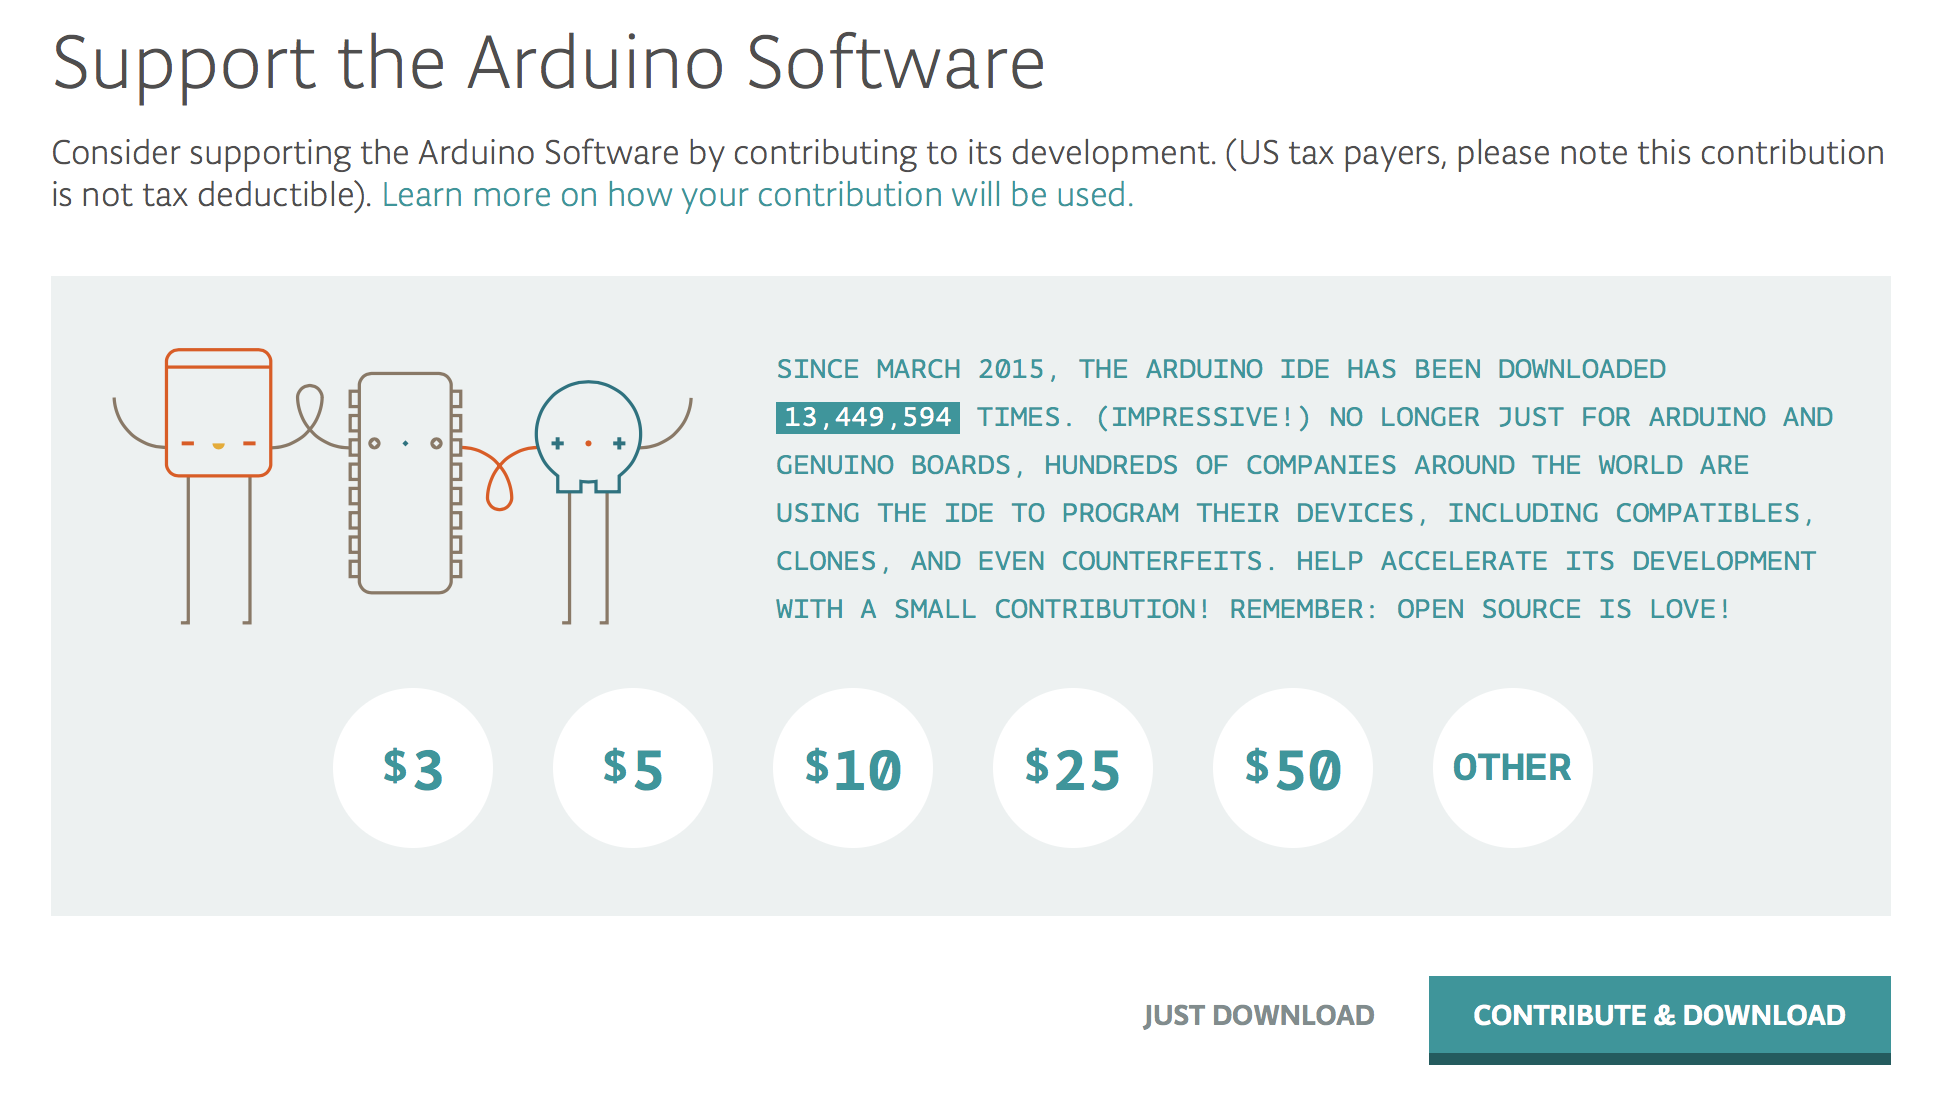 Support the Arduino Software
Consider supporting the Arduino Software by contributing to its development. (US tax payers, please note this contribution
is not tax deductible). Learn more on how your contribution will be used.
SINCE MARCH 2015, THE ARDUINO IDE HAS BEEN DOWNLOADED
13,449,594 TIMES. (IMPRESSIVE!) NO LONGER JUST FOR ARDUINO AND
GENUINO BOARDS, HUNDREDS OF COMPANIES AROUND THE WORLD ARE
USING THE IDE TO PROGRAM THEIR DEVICES, INCLUDING COMPATIBLES,
CLONES, AND EVEN COUNTERFEITS. HELP ACCELERATE ITS DEVELOPMENT
WITH A SMALL CONTRIBUTION! REMEMBER: OPEN SOURCE IS LOVE!
$3 $5 $10 $25 $50 OTHER
JUST DOWNLOAD CONTRIBUTE & DOWNLOAD